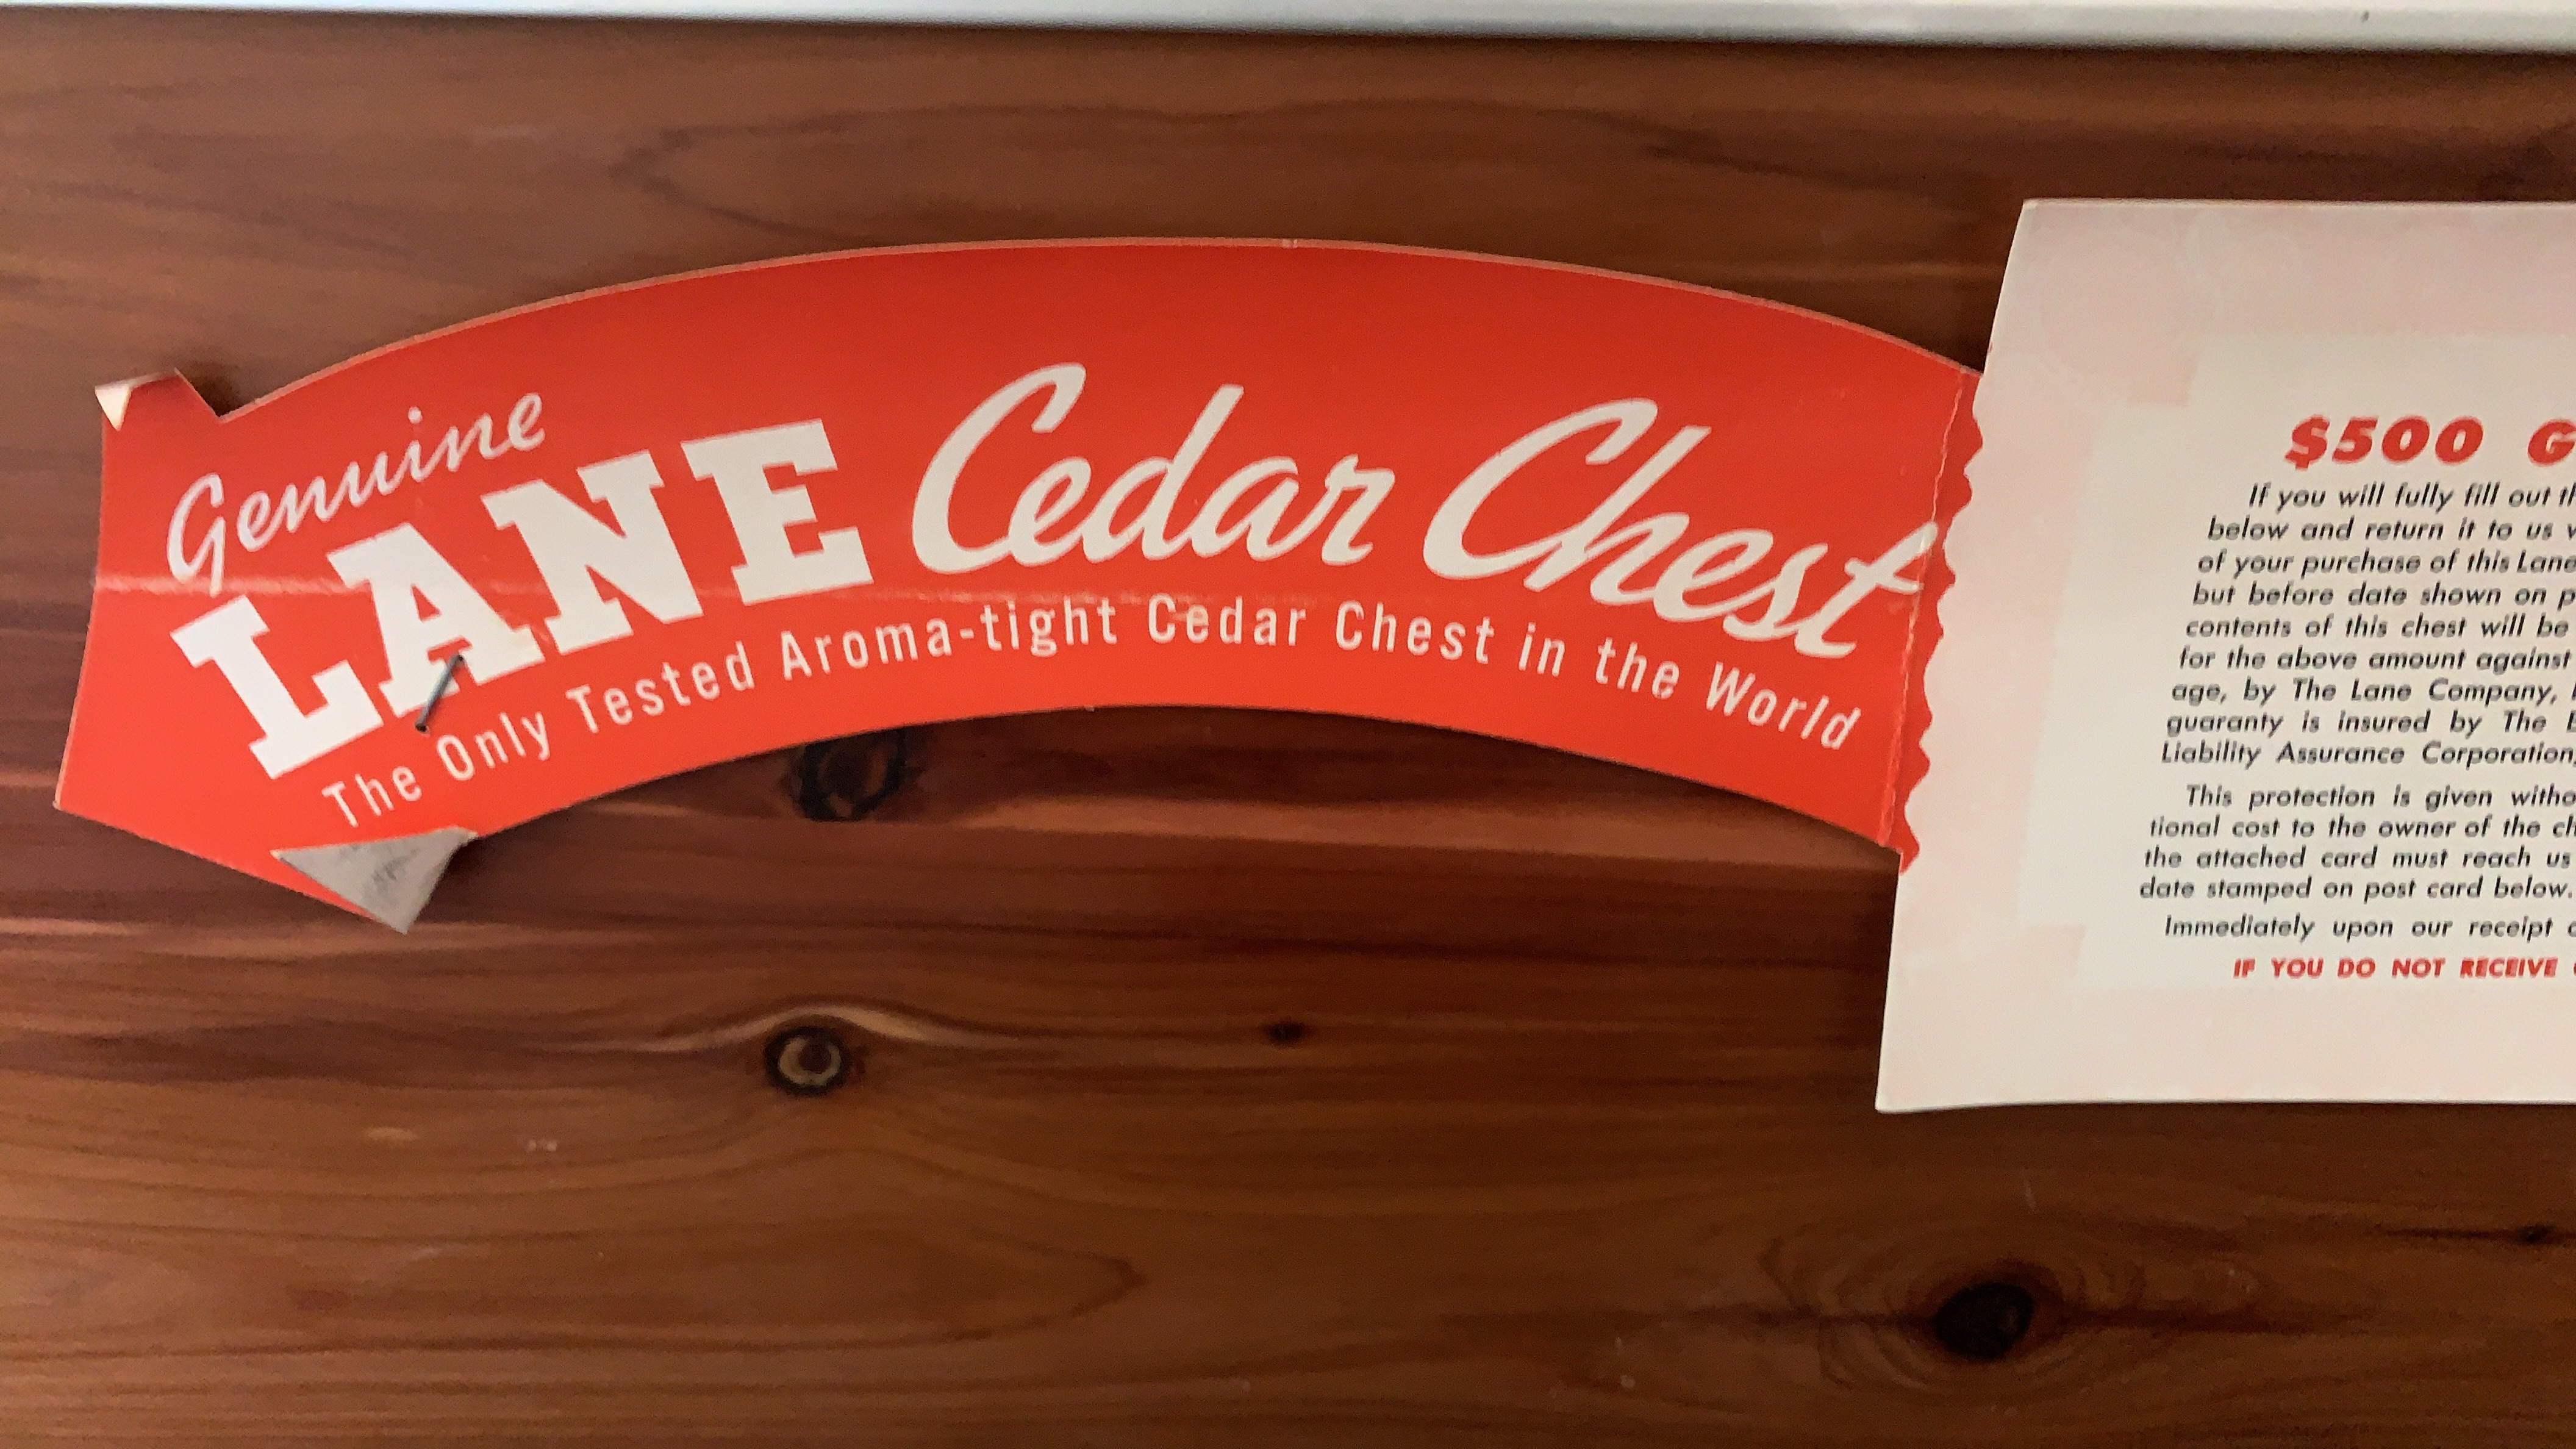 Genuine
LANE Cedar Chest
The Only Tested Aroma-tight Cedar Chest in the World
$500 G
If you will fully fill out th
below and return it to us w
of your purchase of this Lane
but before date shown on p
contents of this chest will be
for the above amount against
age, by The Lane Company,
guaranty is insured by The E
Liability Assurance Corporation,
This protection is given witho
tional cost to the owner of the ch
the attached card must reach us
date stamped on post card below.
Immediately upon our receipt o
IF YOU DO NOT RECEIVE